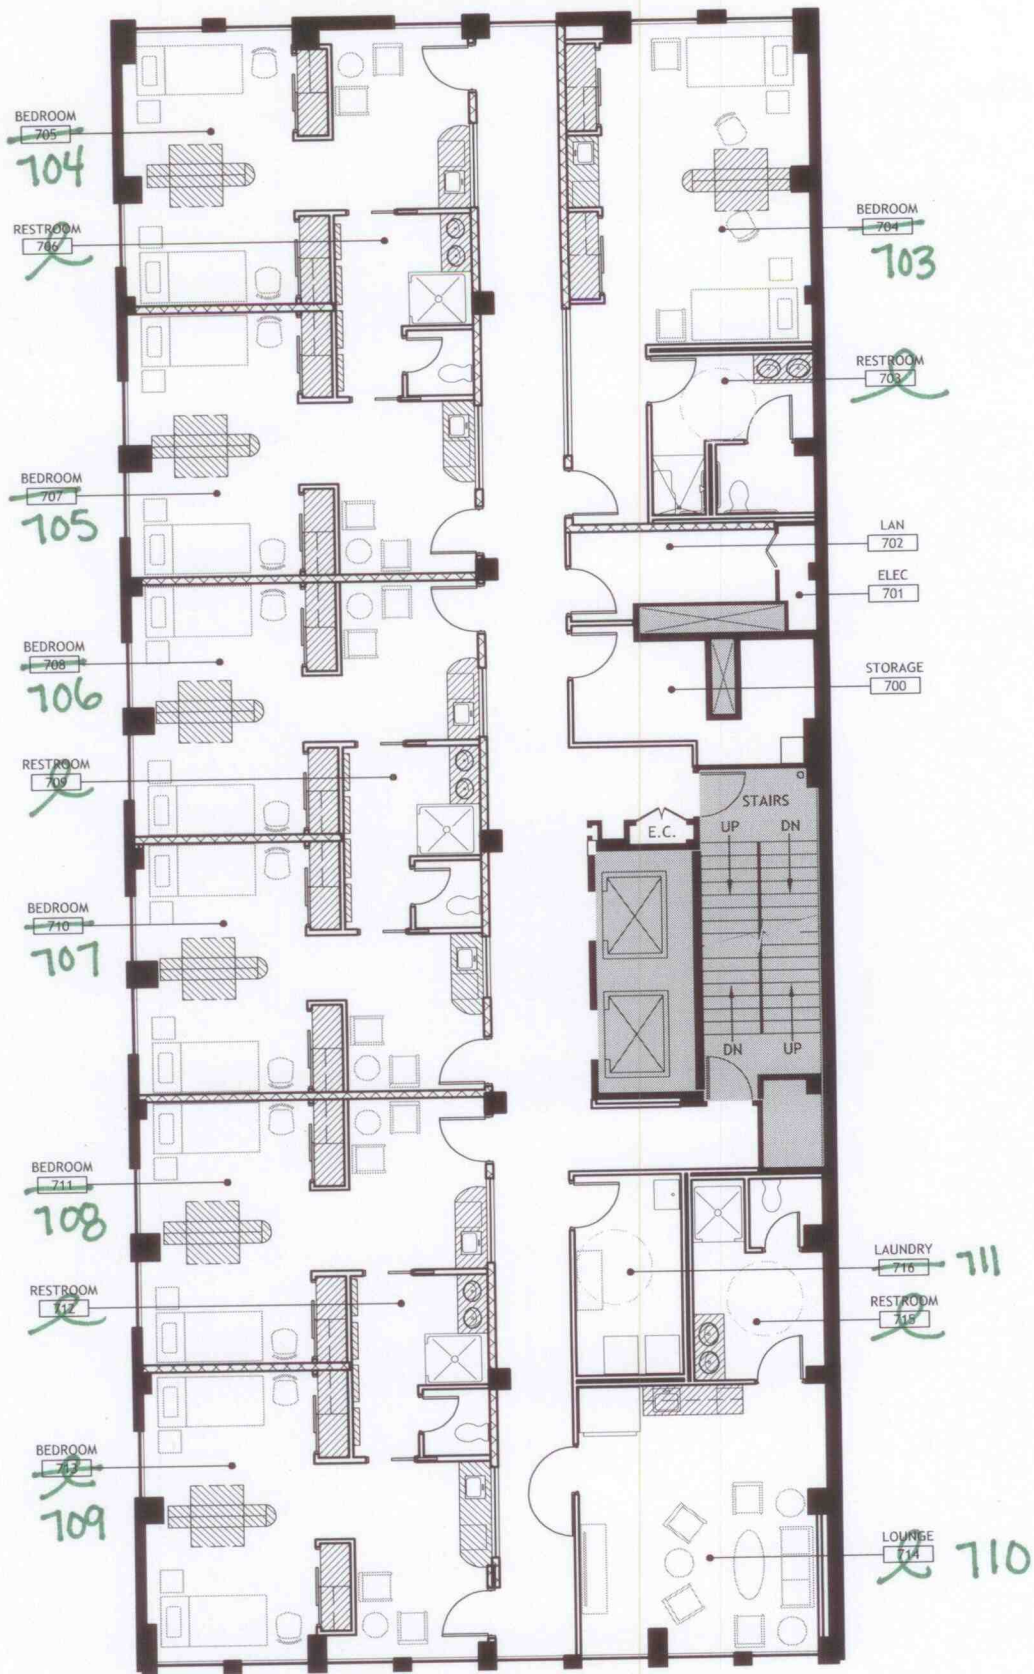 BEDROOM
705
704
RESTROOM
706
BEDROOM
707
705
BEDROOM
708
706
RESTROOM
709
BEDROOM
710
707
BEDROOM
711
708
RESTROOM
712
BEDROOM
713
709
BEDROOM
704
703
RESTROOM
703
LAN
702
ELEC
701
STORAGE
700
STAIRS
UP DN
E.C.
DN UP
LAUNDRY
716 711
RESTROOM
715
LOUNGE
714 710